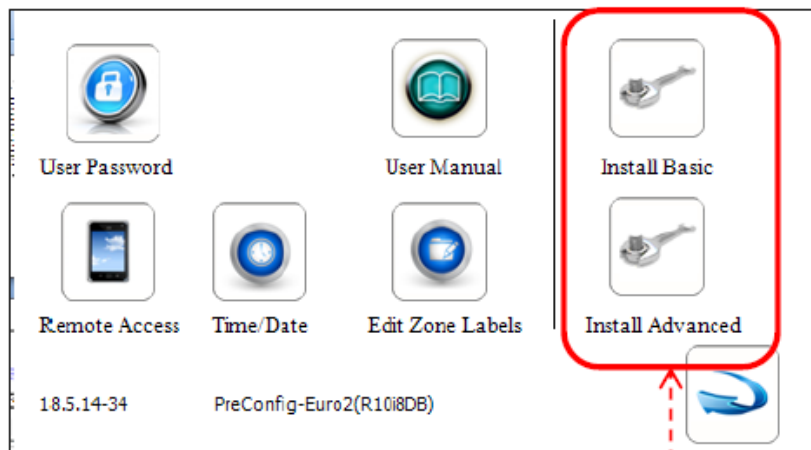 User Password
User Manual
Install Basic
Remote Access
Time/Date
Edit Zone Labels
Install Advanced
18.5.14-34
PreConfig-Euro2(R10i8DB)